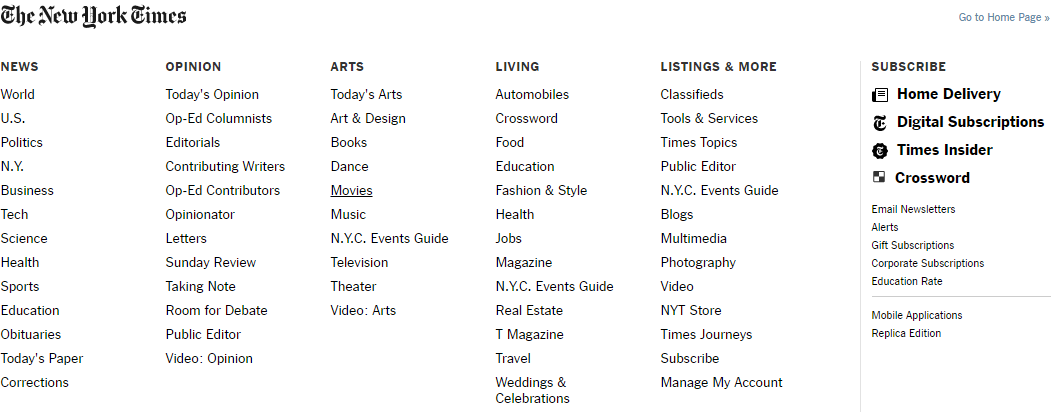 The New York Times
Go to Home Page »
NEWS
World
U.S.
Politics
N.Y.
Business
Tech
Science
Health
Sports
Education
Obituaries
Today's Paper
Corrections
OPINION
Today's Opinion
Op-Ed Columnists
Editorials
Contributing Writers
Op-Ed Contributors
Opinionator
Letters
Sunday Review
Taking Note
Room for Debate
Public Editor
Video: Opinion
ARTS
Today's Arts
Art & Design
Books
Dance
Movies
Music
N.Y.C. Events Guide
Television
Theater
Video: Arts
LIVING
Automobiles
Crossword
Food
Education
Fashion & Style
Health
Jobs
Magazine
N.Y.C. Events Guide
Real Estate
T Magazine
Travel
Weddings &
Celebrations
LISTINGS & MORE
Classifieds
Tools & Services
Times Topics
Public Editor
N.Y.C. Events Guide
Blogs
Multimedia
Photography
Video
NYT Store
Times Journeys
Subscribe
Manage My Account
SUBSCRIBE
Home Delivery
Digital Subscriptions
Times Insider
Crossword
Email Newsletters
Alerts
Gift Subscriptions
Corporate Subscriptions
Education Rate
Mobile Applications
Replica Edition